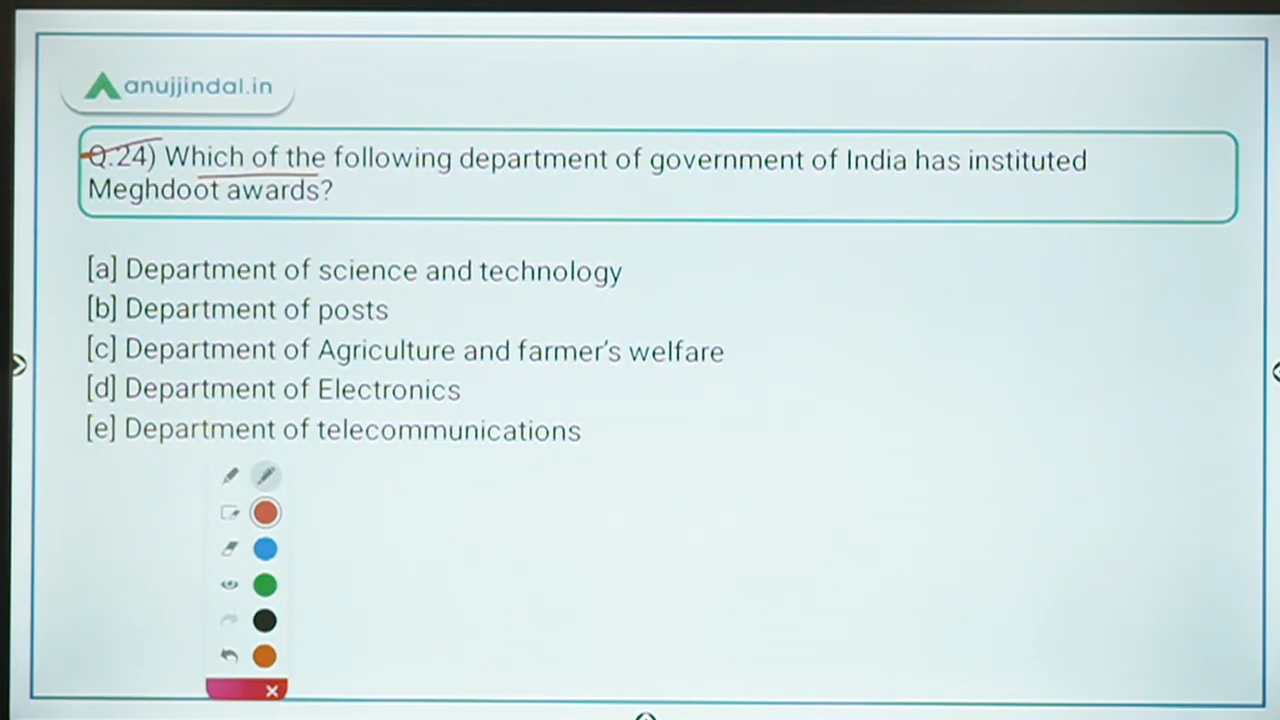 anujjindal.in
Q.24) Which of the following department of government of India has instituted
Meghdoot awards?
[a] Department of science and technology
[b] Department of posts
[c] Department of Agriculture and farmer's welfare
[d] Department of Electronics
[e] Department of telecommunications